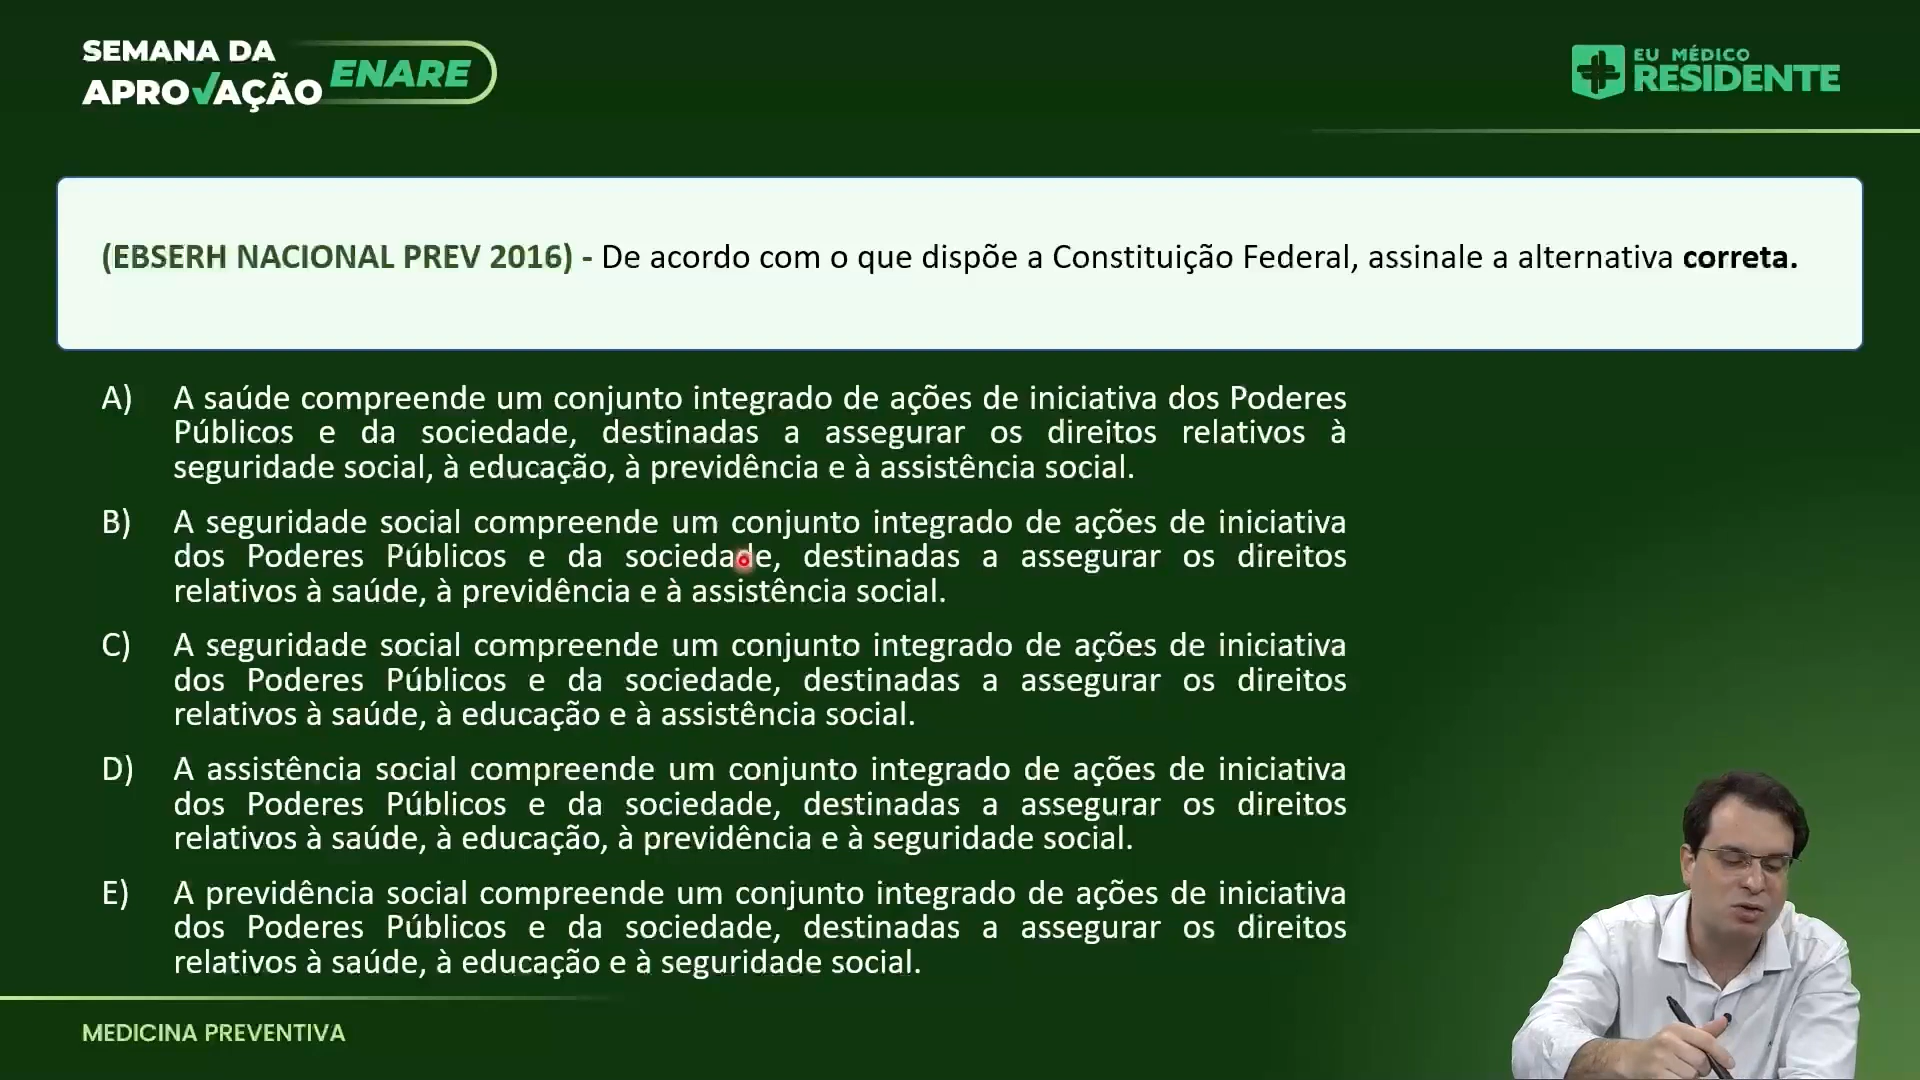 SEMANA DA
APROVAÇÃO ENARE
EU MÉDICO
RESIDENTE
(EBSERH NACIONAL PREV 2016) - De acordo com o que dispõe a Constituição Federal, assinale a alternativa correta.
A) A saúde compreende um conjunto integrado de ações de iniciativa dos Poderes
Públicos e da sociedade, destinadas a assegurar os direitos relativos à
seguridade social, à educação, à previdência e à assistência social.
B) A seguridade social compreende um conjunto integrado de ações de iniciativa
dos Poderes Públicos e da sociedade, destinadas a assegurar os direitos
relativos à saúde, à previdência e à assistência social.
C) A seguridade social compreende um conjunto integrado de ações de iniciativa
dos Poderes Públicos e da sociedade, destinadas a assegurar os direitos
relativos à saúde, à educação e à assistência social.
D) A assistência social compreende um conjunto integrado de ações de iniciativa
dos Poderes Públicos e da sociedade, destinadas a assegurar os direitos
relativos à saúde, à educação, à previdência e à seguridade social.
E) A previdência social compreende um conjunto integrado de ações de iniciativa
dos Poderes Públicos e da sociedade, destinadas a assegurar os direitos
relativos à saúde, à educação e à seguridade social.
MEDICINA PREVENTIVA